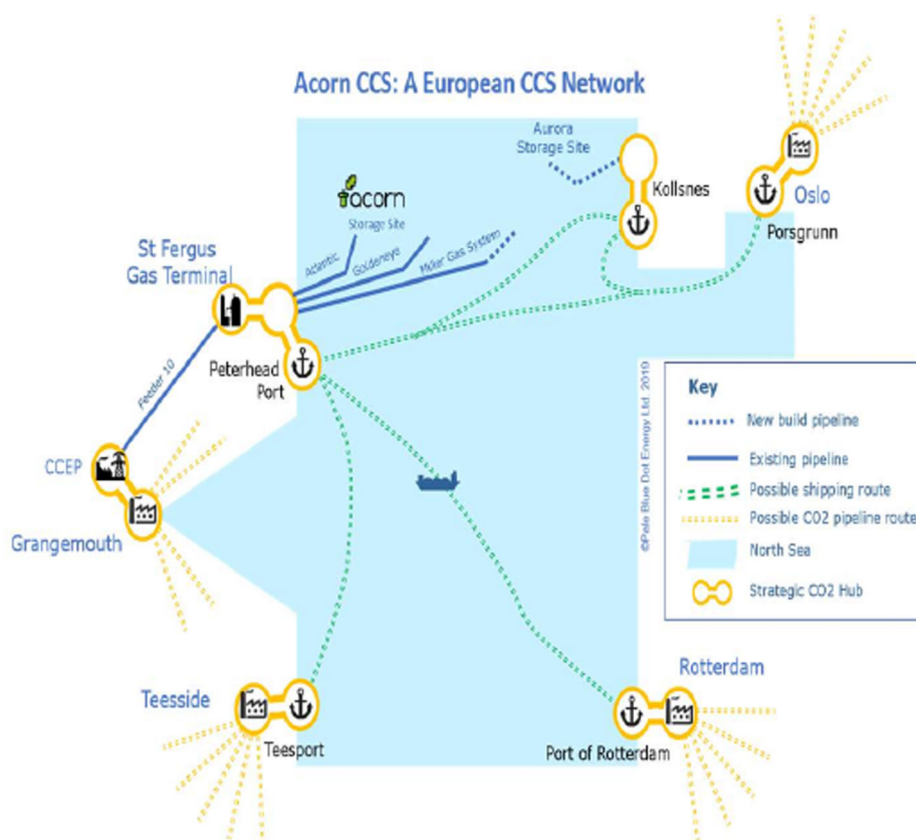 Acorn CCS: A European CCS Network
Aurora
Storage Site
Kollsnes
Oslo
Porsgrunn
acorn
Storage Site
Atlantic
Goldeneye
Miller Gas System
St Fergus
Gas Terminal
Peterhead
Port
Feeder 10
CCEP
Grangemouth
©Pale Blue Dot Energy Ltd. 2019
Key
New build pipeline
Existing pipeline
Possible shipping route
Possible CO2 pipeline route
North Sea
Strategic CO2 Hub
Teesside
Teesport
Rotterdam
Port of Rotterdam